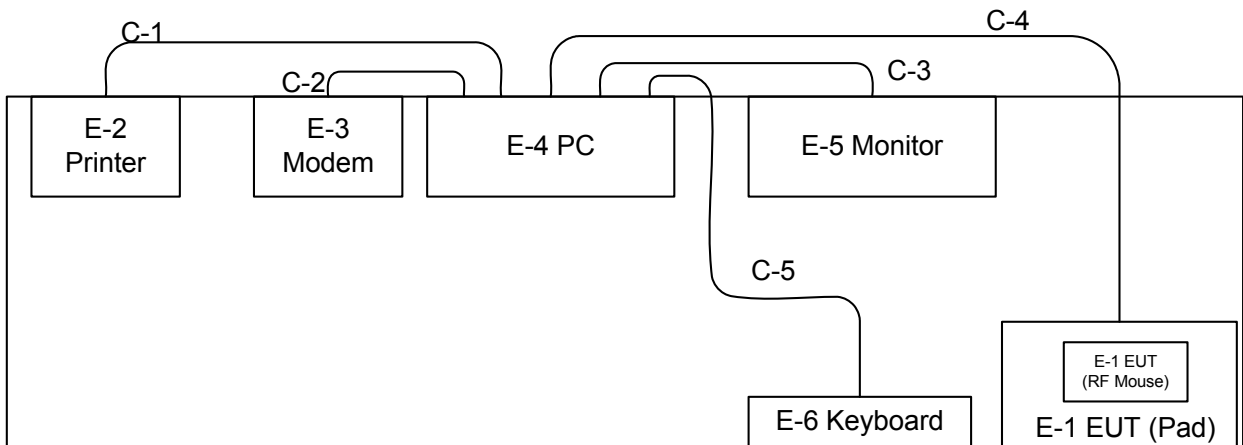 C-1
C-4
C-2
C-3
E-2
Printer
E-3
Modem
E-4 PC
E-5 Monitor
C-5
E-1 EUT
(RF Mouse)
E-6 Keyboard
E-1 EUT (Pad)